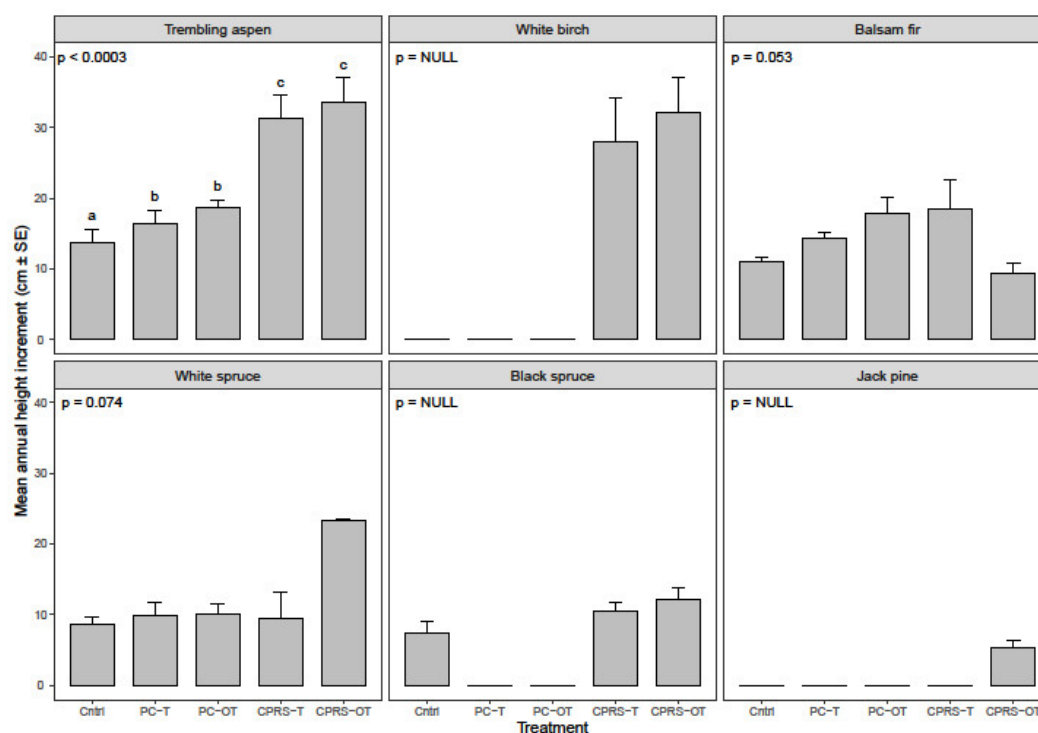 Trembling aspen
White birch
Balsam fir
p < 0.0003
p = NULL
p = 0.053
40
30
20
10
0
a
b
b
c
c
White spruce
Black spruce
Jack pine
p = 0.074
p = NULL
p = NULL
40
30
20
10
0
Mean annual height increment (cm ± SE)
Cntrl PC-T PC-OT CPRS-T CPRS-OT
Cntrl PC-T PC-OT CPRS-T CPRS-OT
Cntrl PC-T PC-OT CPRS-T CPRS-OT
Treatment